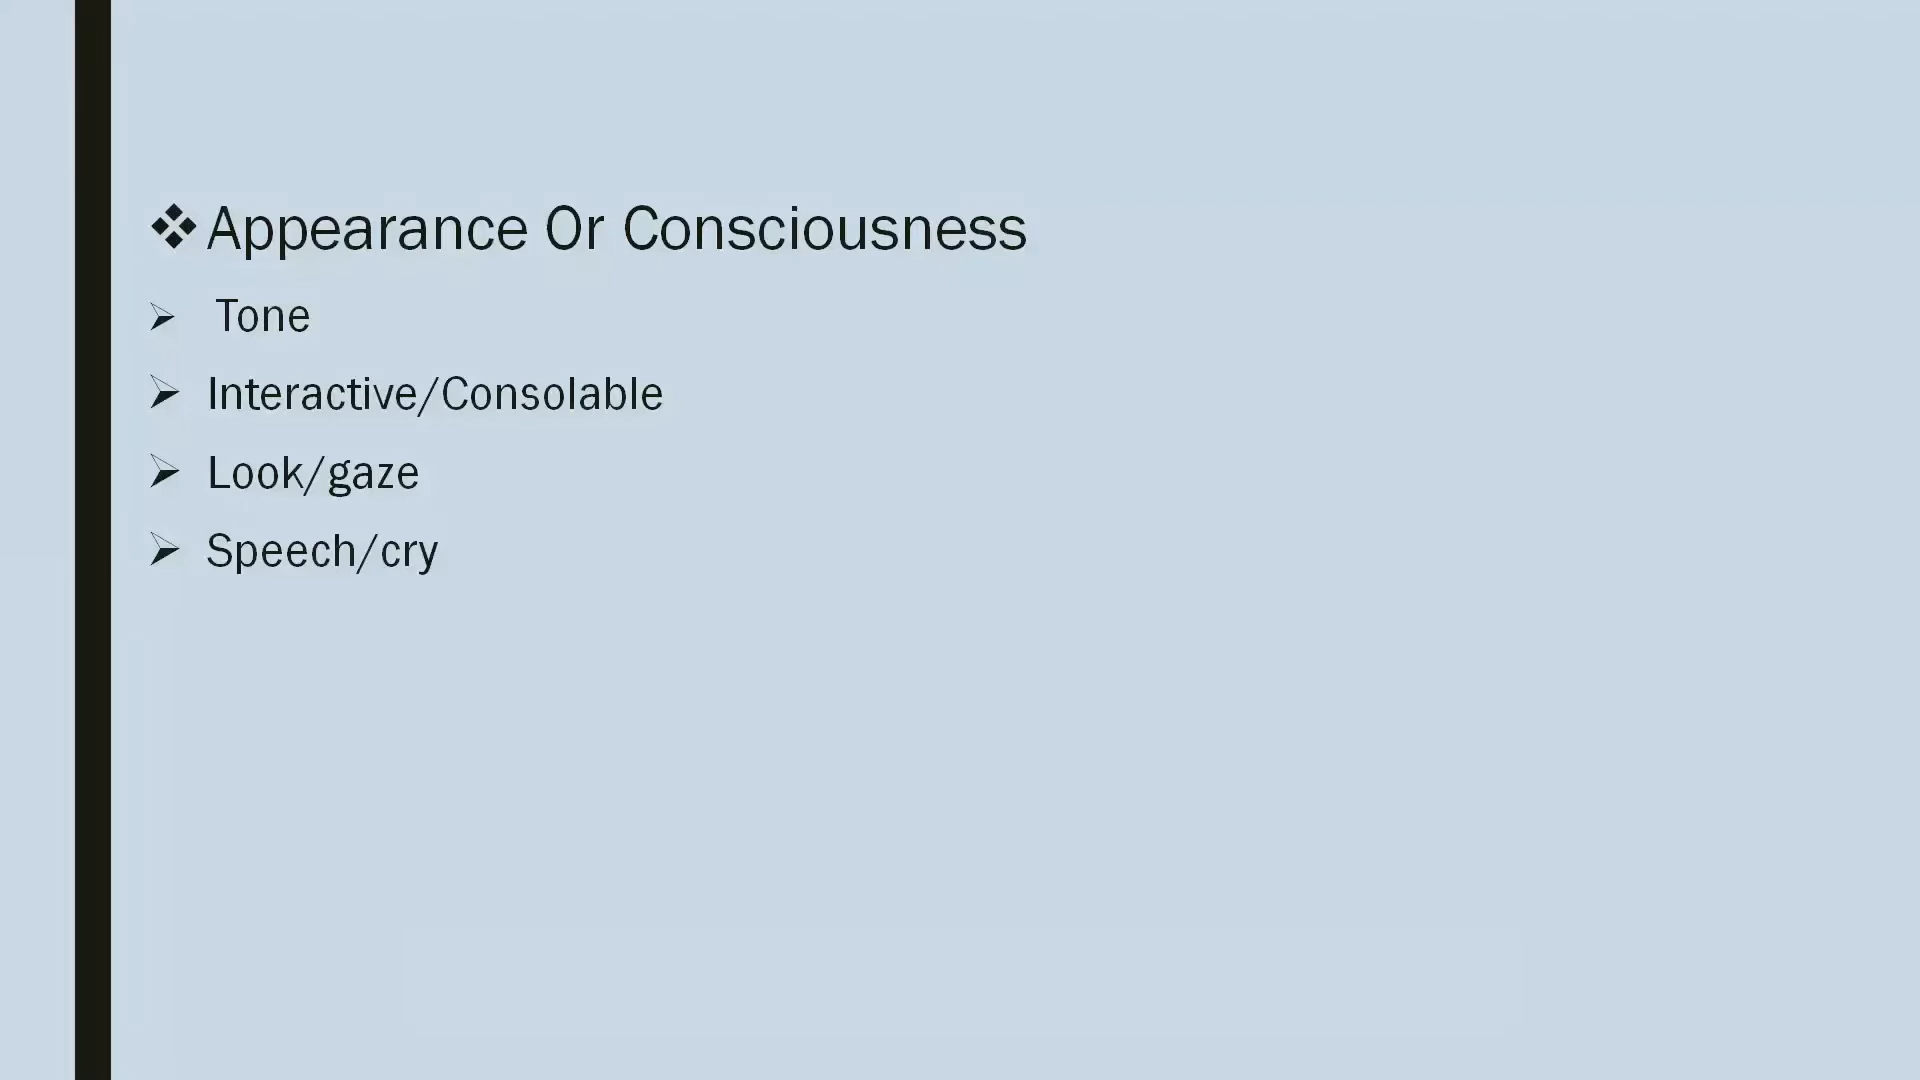 ❖Appearance Or Consciousness
➢ Tone
➢ Interactive/Consolable
➢ Look/gaze
➢ Speech/cry